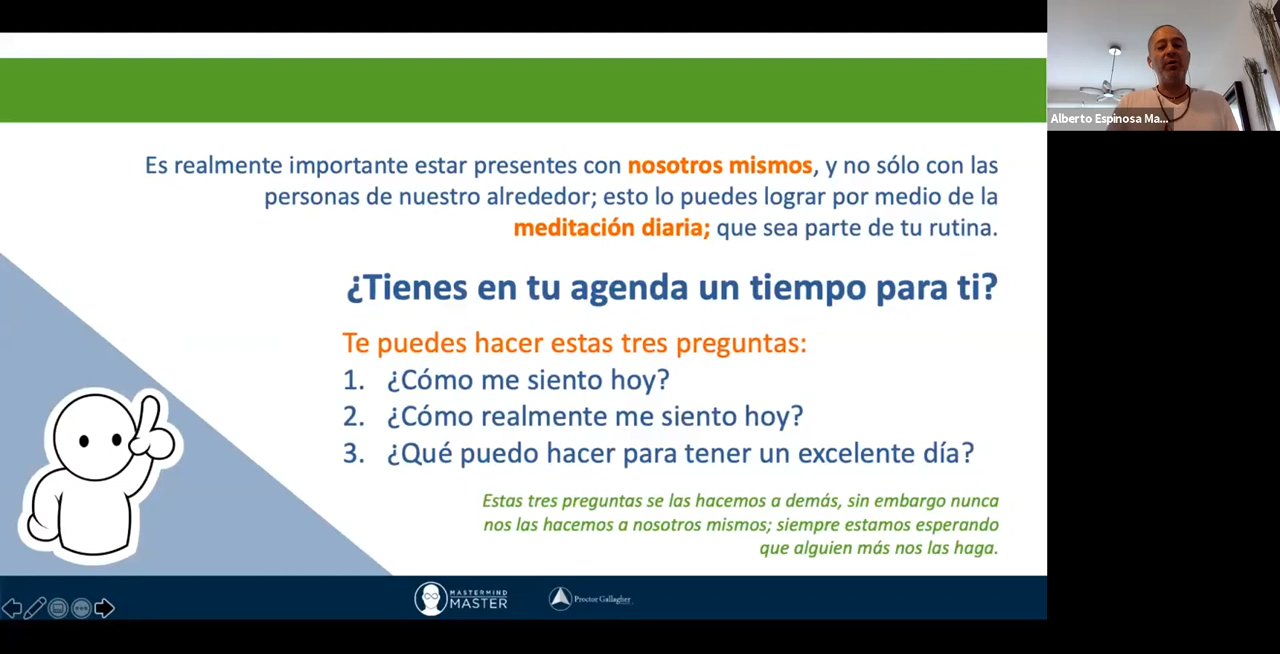 Alberto Espinosa Ma...
Es realmente importante estar presentes con nosotros mismos, y no sólo con las
personas de nuestro alrededor; esto lo puedes lograr por medio de la
meditación diaria; que sea parte de tu rutina.
¿Tienes en tu agenda un tiempo para ti?
Te puedes hacer estas tres preguntas:
1. ¿Cómo me siento hoy?
2. ¿Cómo realmente me siento hoy?
3. ¿Qué puedo hacer para tener un excelente día?
Estas tres preguntas se las hacemos a demás, sin embargo nunca
nos las hacemos a nosotros mismos; siempre estamos esperando
que alguien más nos las haga.
MASTERMIND
MASTER
Proctor Gallagher